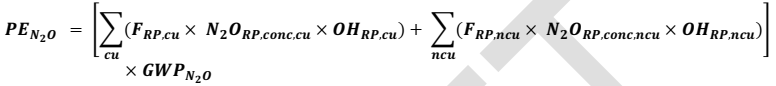 PE_{N_2O} = [∑_{cu}(F_{RP,cu} × N_2O_{RP,conc,cu} × OH_{RP,cu}) + ∑_{ncu}(F_{RP,ncu} × N_2O_{RP,conc,ncu} × OH_{RP,ncu})]
× GWP_{N_2O}